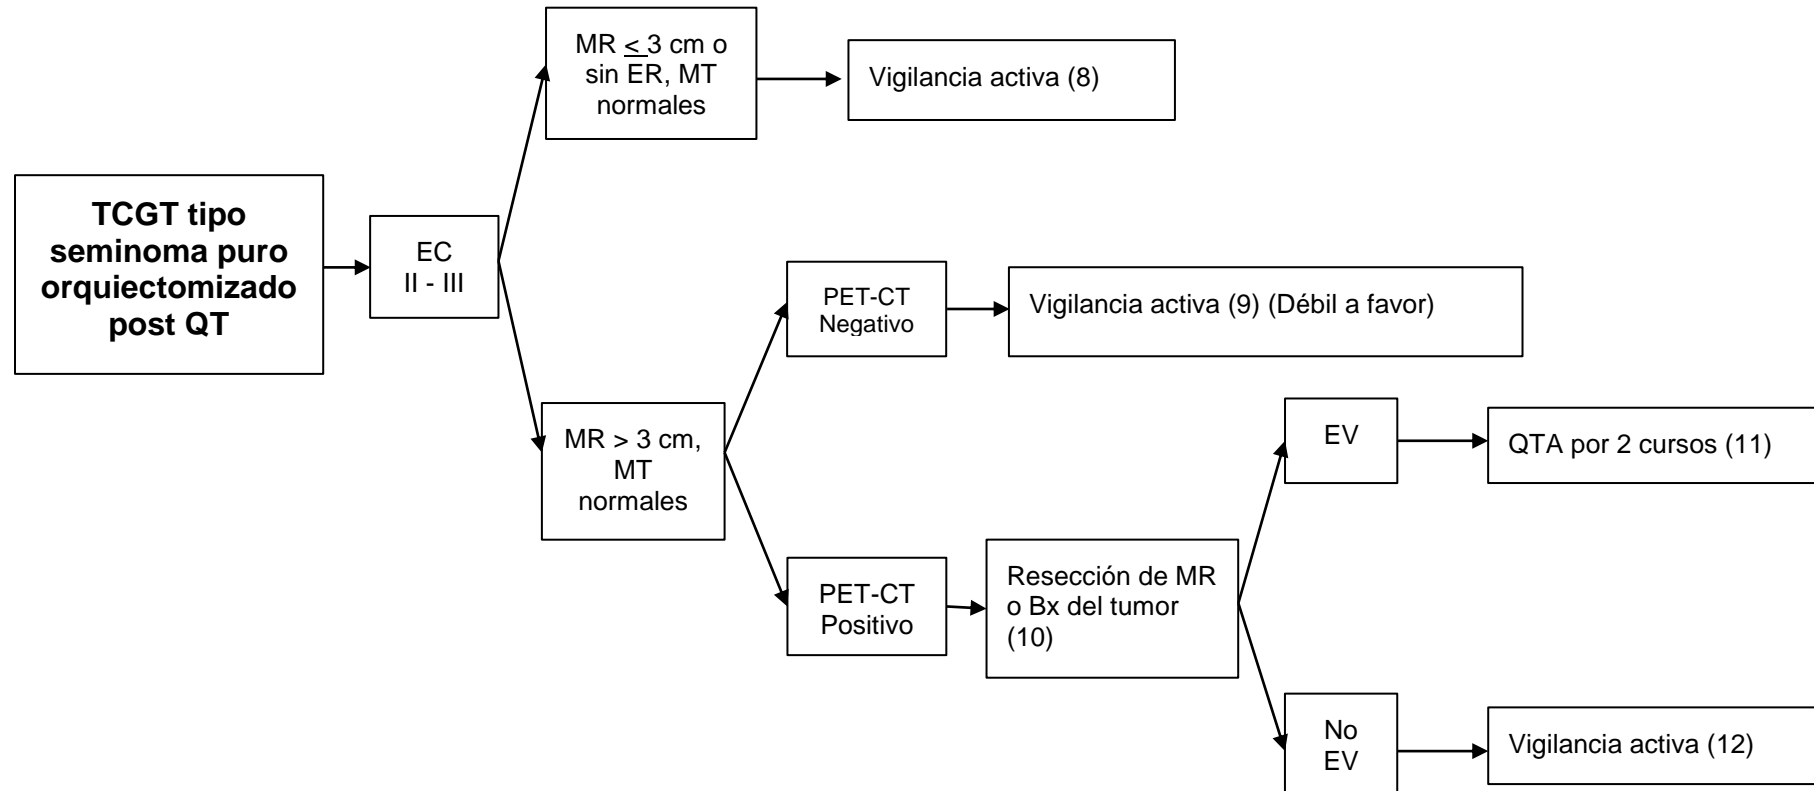 MR < 3 cm o
sin ER, MT
normales
Vigilancia activa (8)
TCGT tipo
seminoma puro
orquiectomizado
post QT
EC
II - III
PET-CT
Negativo
Vigilancia activa (9) (Débil a favor)
MR > 3 cm,
MT
normales
EV
QTA por 2 cursos (11)
PET-CT
Positivo
Resección de MR
o Bx del tumor
(10)
No
EV
Vigilancia activa (12)